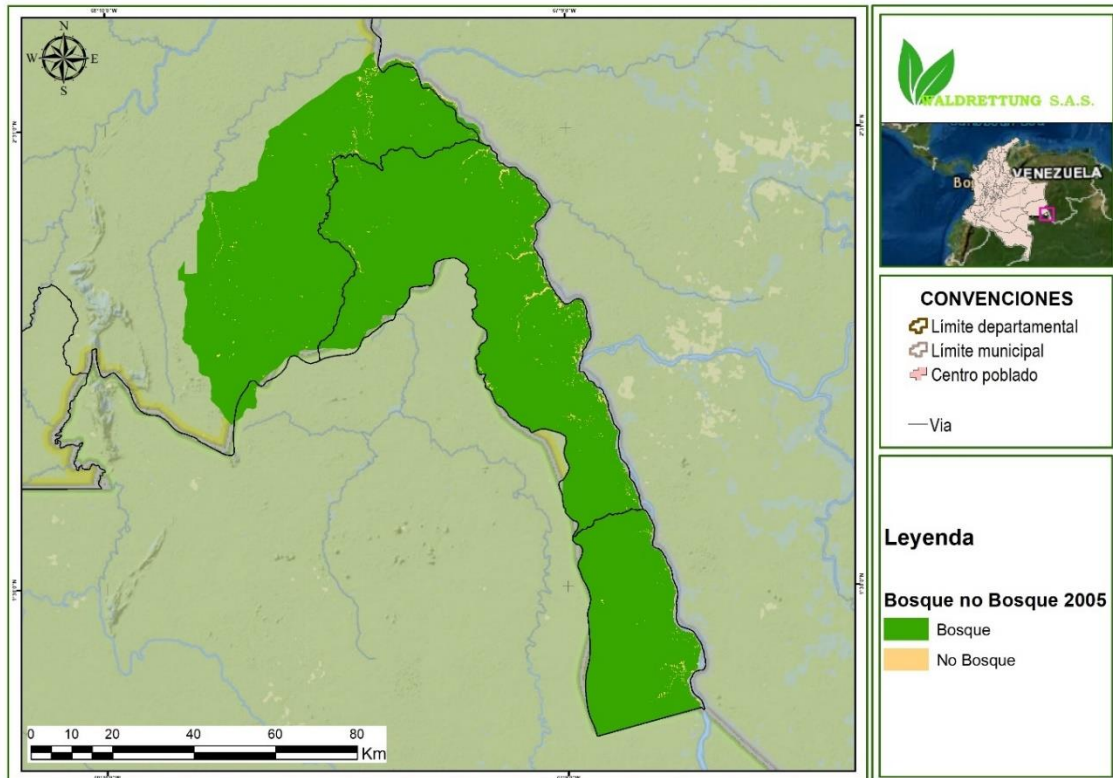 N
W
E
S
WALDRETTUNG S.A.S.
VENEZUELA
Bo
CONVENCIONES
Límite departamental
Límite municipal
Centro poblado
Via
Leyenda
Bosque no Bosque 2005
Bosque
No Bosque
0 10 20 40 60 80
Km